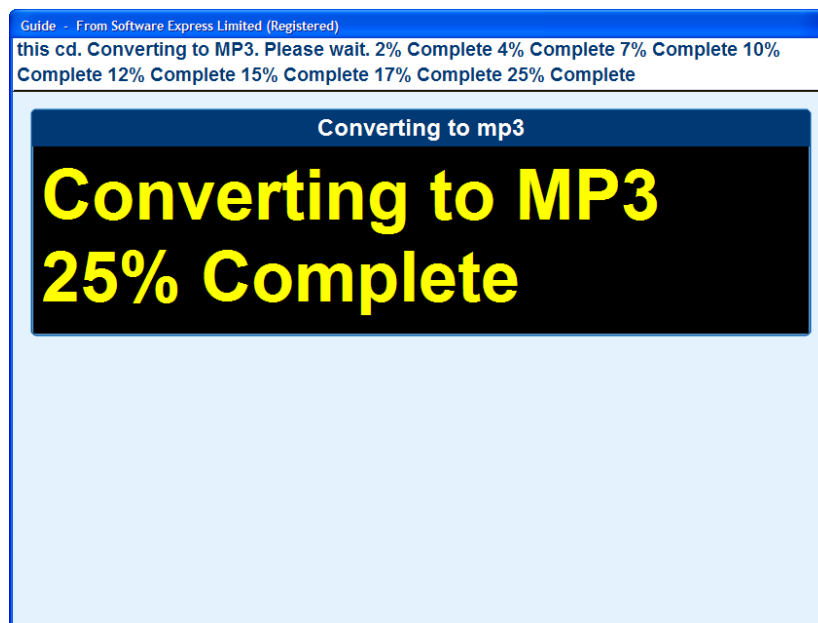 Guide - From Software Express Limited (Registered)
this cd. Converting to MP3. Please wait. 2% Complete 4% Complete 7% Complete 10%
Complete 12% Complete 15% Complete 17% Complete 25% Complete
Converting to mp3
Converting to MP3
25% Complete